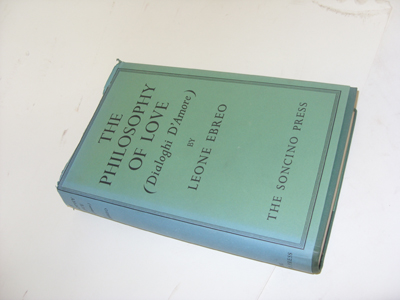 THE
PHILOSOPHY
OF LOVE
(Dialoghi D'Amore)
BY
LEONE EBREO
THE SONCINO PRESS